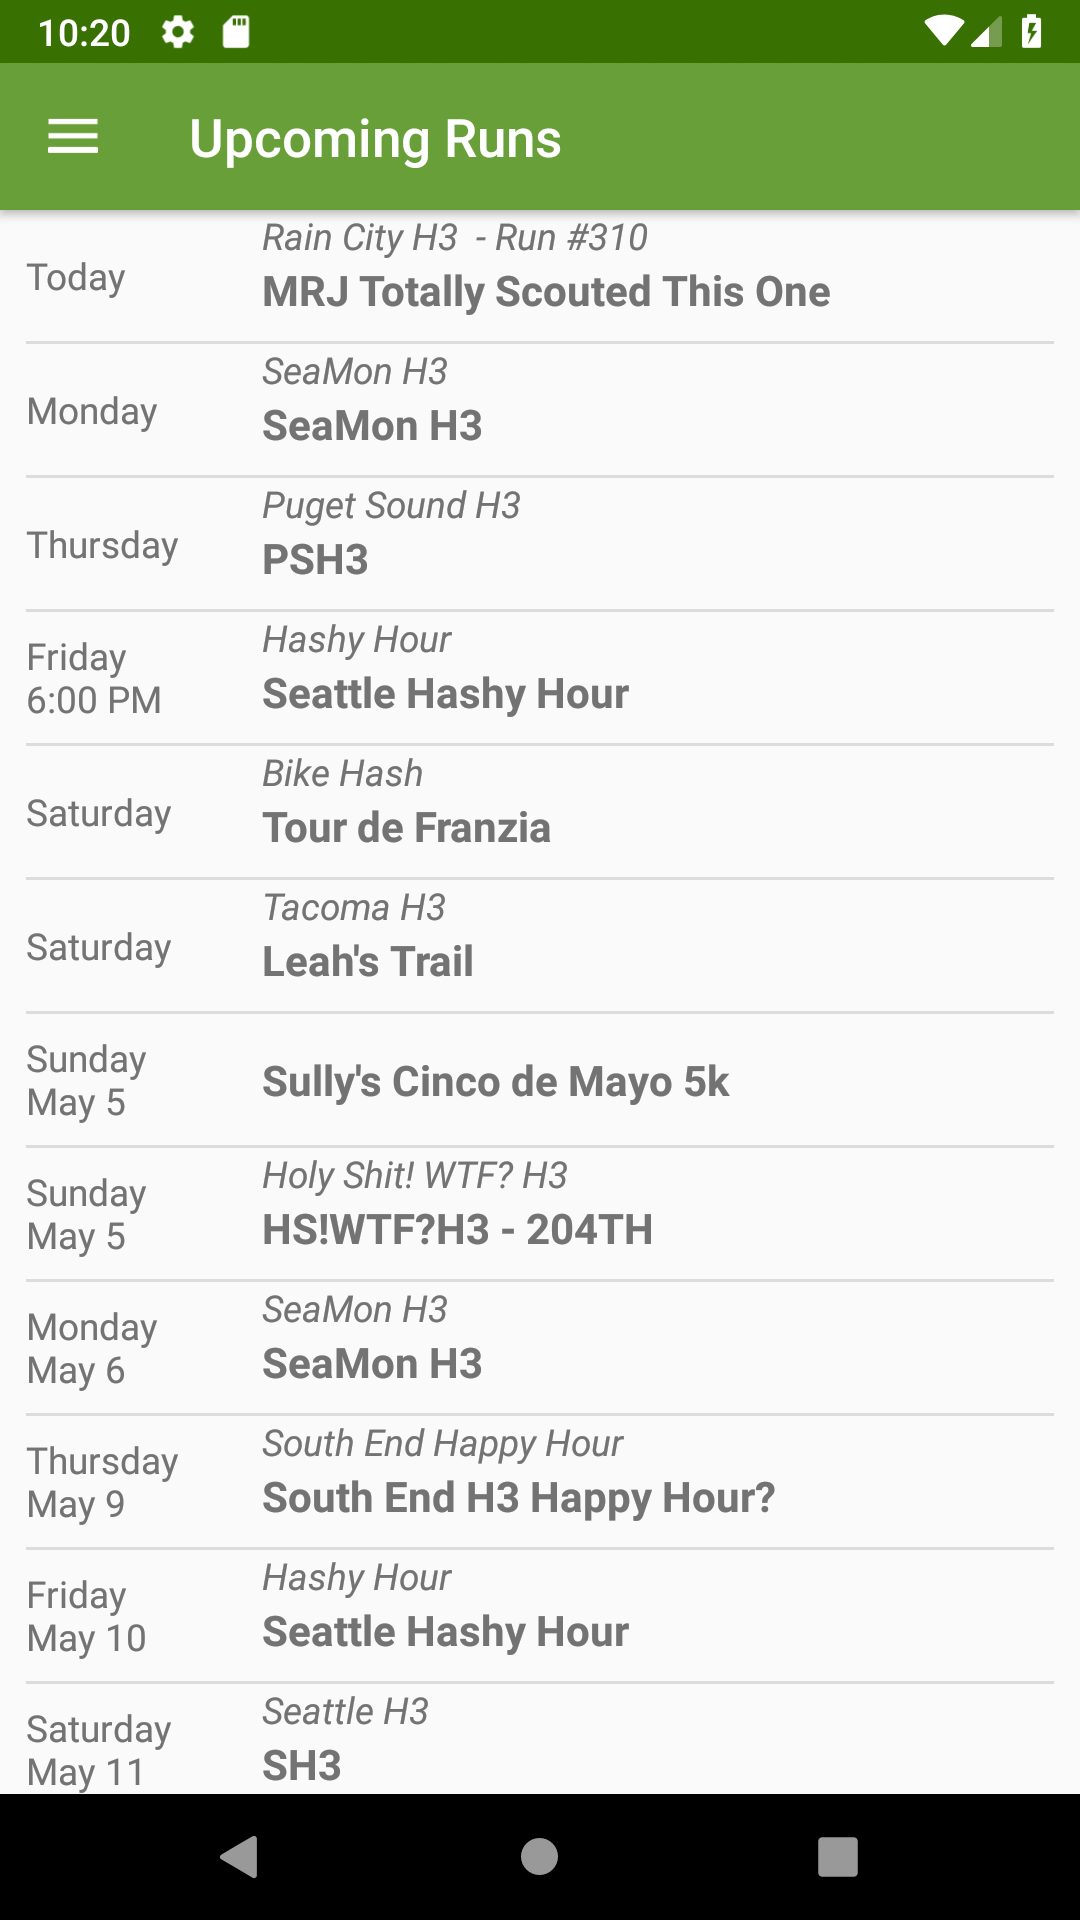 10:20
Upcoming Runs
Rain City H3  - Run #310
Today
MRJ Totally Scouted This One
SeaMon H3
Monday
SeaMon H3
Puget Sound H3
Thursday
PSH3
Hashy Hour
Friday
6:00 PM
Seattle Hashy Hour
Bike Hash
Saturday
Tour de Franzia
Tacoma H3
Saturday
Leah's Trail
Sunday
May 5
Sully's Cinco de Mayo 5k
Holy Shit! WTF? H3
Sunday
May 5
HS!WTF?H3 - 204TH
SeaMon H3
Monday
May 6
SeaMon H3
South End Happy Hour
Thursday
May 9
South End H3 Happy Hour?
Hashy Hour
Friday
May 10
Seattle Hashy Hour
Seattle H3
Saturday
May 11
SH3